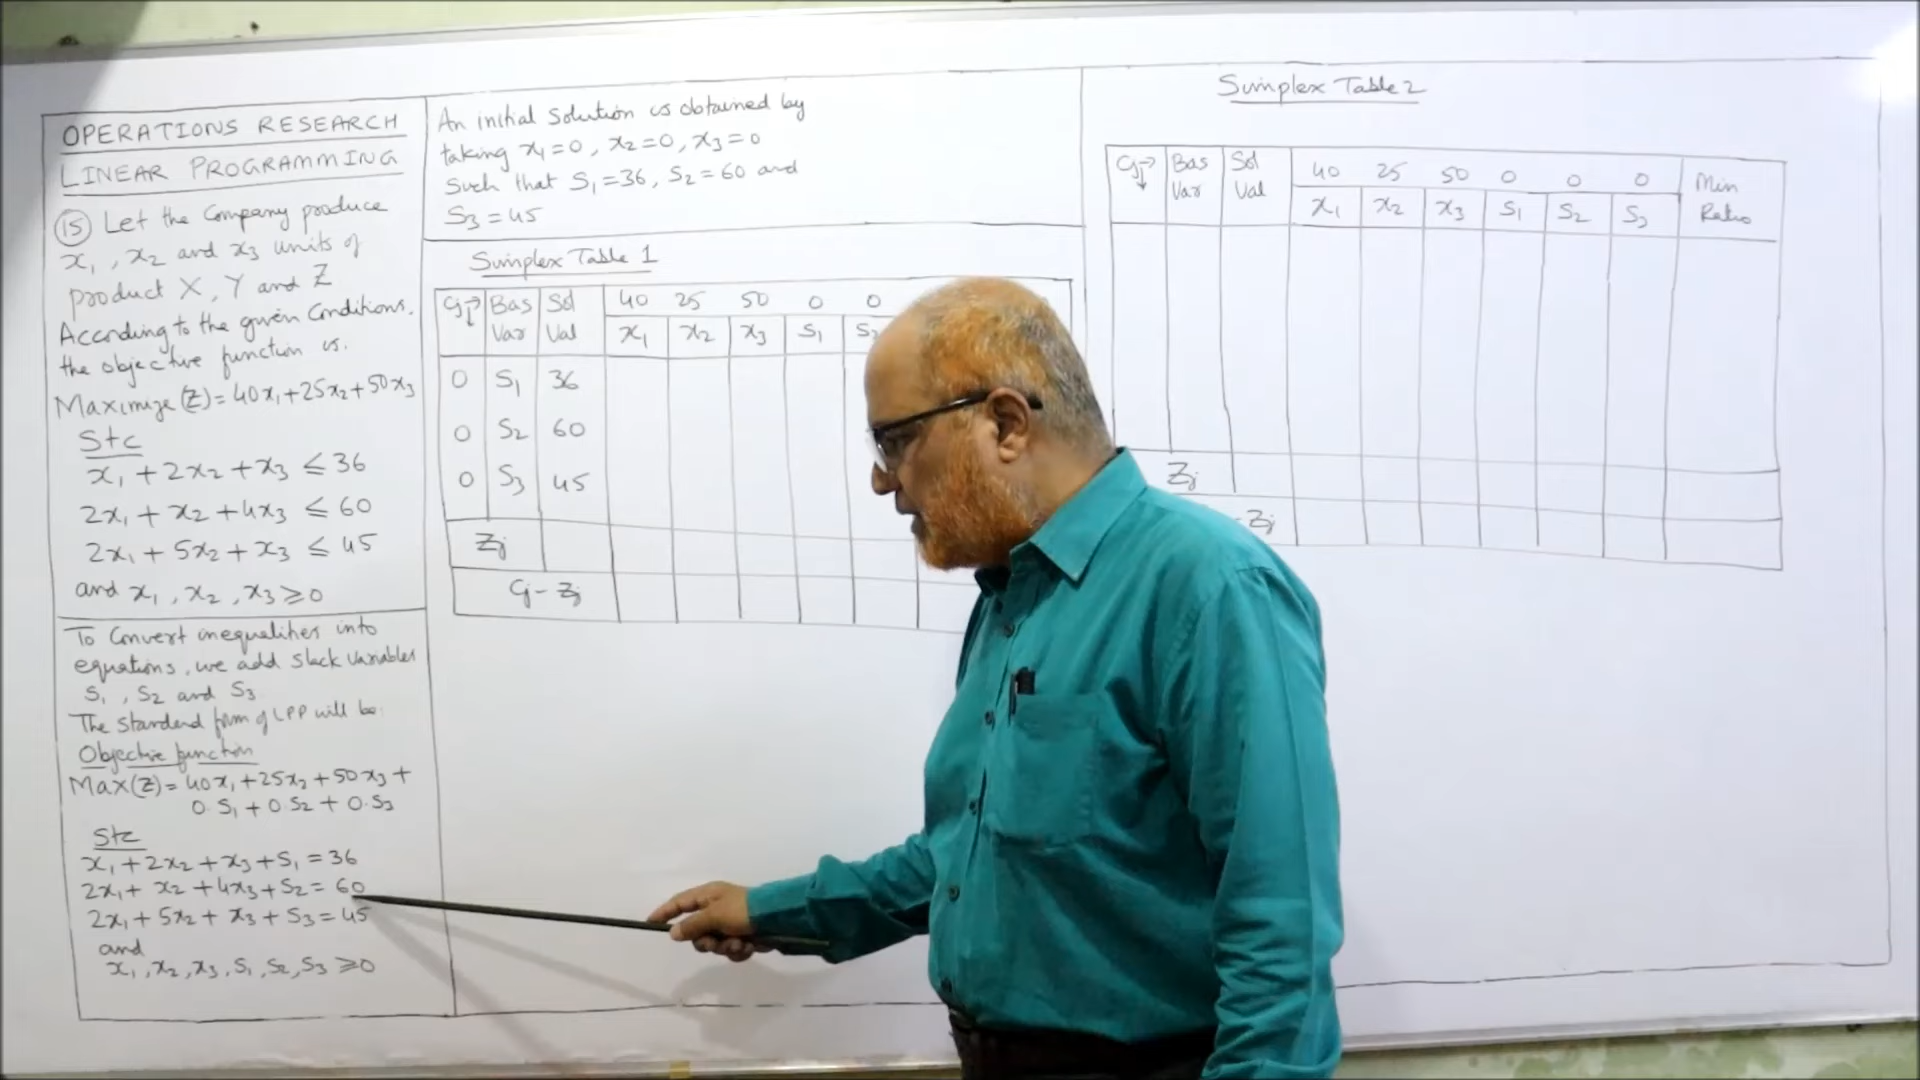 OPERATIONS RESEARCH
LINEAR PROGRAMMING
(15) Let the Company produce
x₁, x₂ and x₃ units of
product X, Y and Z
According to the given Conditions,
the objective function is.
Maximize (Z) = 40x₁+25x₂+50x₃
Stc
x₁ + 2x₂ + x₃ ≤ 36
2x₁ + x₂ + 4x₃ ≤ 60
2x₁ + 5x₂ + x₃ ≤ 45
and x₁, x₂, x₃ ≥ 0
To Convert inequalities into
equations, we add slack variables
S₁, S₂ and S₃
The standard form of LPP will be:
Objective function
Max(Z) = 40x₁+25x₂+50x₃+
0.S₁ + 0.S₂ + 0.S₃
Stc
x₁ + 2x₂ + x₃ + S₁ = 36
2x₁ + x₂ + 4x₃ + S₂ = 60
2x₁ + 5x₂ + x₃ + S₃ = 45
and
x₁, x₂, x₃, S₁, S₂, S₃ ≥ 0
An initial Solution is obtained by
taking x₁=0, x₂=0, x₃=0
Such that S₁=36, S₂=60 and
S₃=45
Simplex Table 1
Cj→ Bas Sol 40 25 50 0 0
↓ Var Val x₁ x₂ x₃ S₁
0 S₁ 36
0 S₂ 60
0 S₃ 45
Zj
Cj - Zj
Simplex Table 2
Cj→ Bas Sol 40 25 50 0 0 0 Min
↓ Var Val x₁ x₂ x₃ S₁ S₂ S₃ Ratio
Zj
- Zj